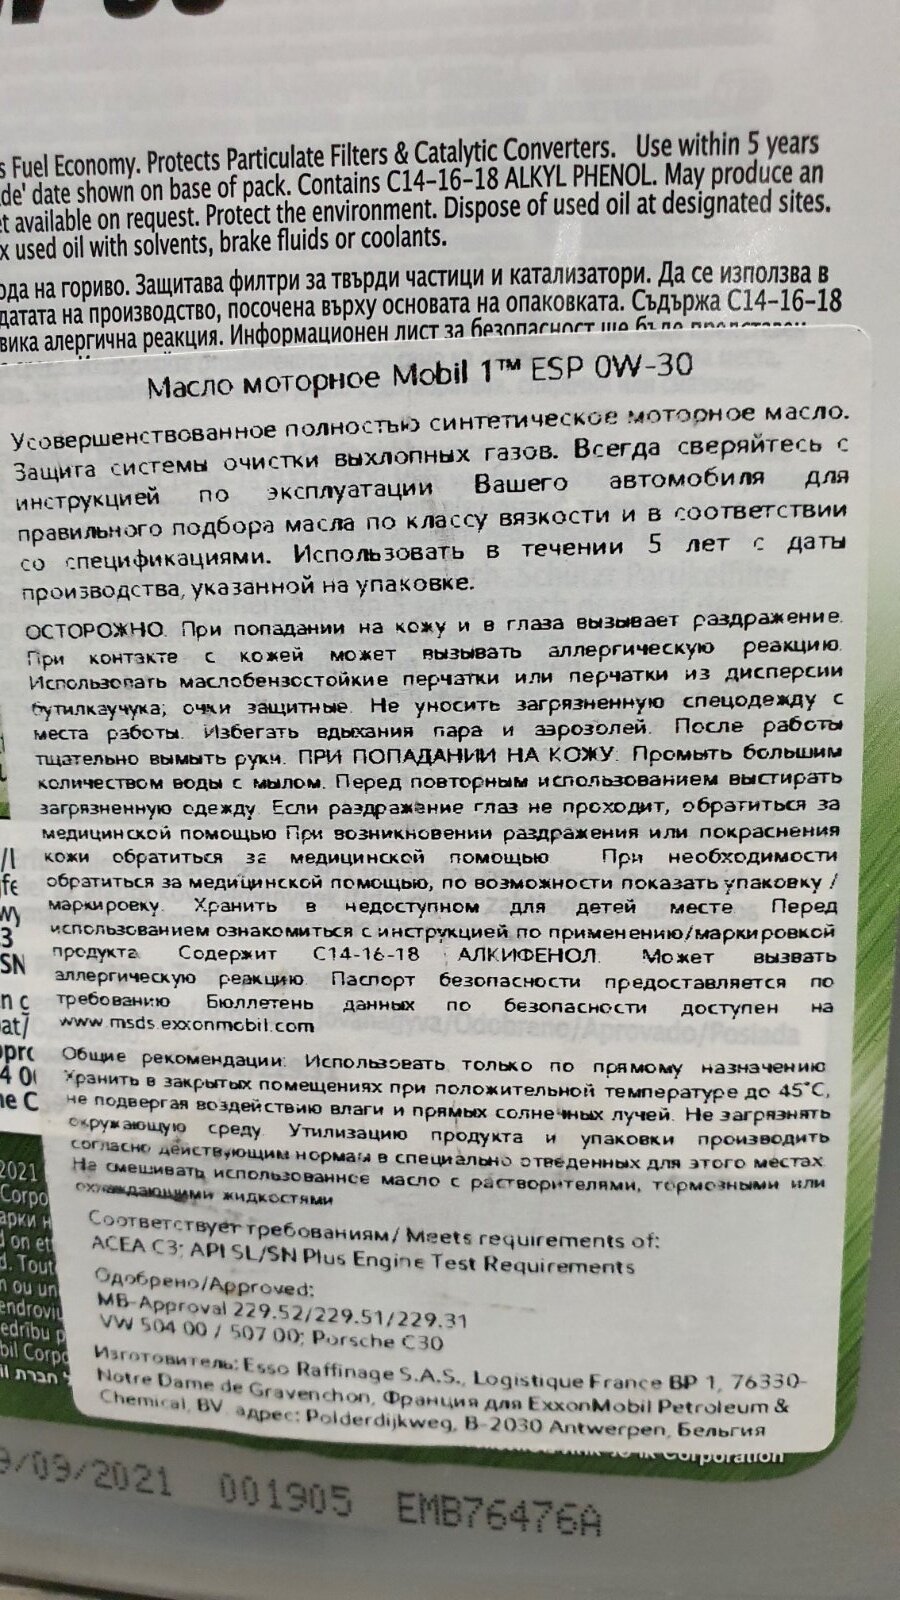 s Fuel Economy. Protects Particulate Filters & Catalytic Converters. Use within 5 years
de' date shown on base of pack. Contains C14-16-18 ALKYL PHENOL. May produce an
et available on request. Protect the environment. Dispose of used oil at designated sites.
x used oil with solvents, brake fluids or coolants.
ода на гориво. Защитава филтри за твърди частици и катализатори. Да се използва в
датата на производство, посочена върху основата на опаковката. Съдържа C14-16-18
вика алергична реакция. Информационен лист за безопасност ще бъде
Масло моторное Mobil 1™ ESP 0W-30
Усовершенствованное полностью синтетическое моторное масло.
Защита системы очистки выхлопных газов. Всегда сверяйтесь с
инструкцией по эксплуатации Вашего автомобиля для
правильного подбора масла по классу вязкости и в соответствии
со спецификациями. Использовать в течении 5 лет с даты
производства, указанной на упаковке.
ОСТОРОЖНО. При попадании на кожу и в глаза вызывает раздражение.
При контакте с кожей может вызывать аллергическую реакцию.
Использовать маслобензостойкие перчатки или перчатки из дисперсии
бутилкаучука; очки защитные. Не уносить загрязненную спецодежду с
места работы. Избегать вдыхания пара и аэрозолей. После работы
тщательно вымыть руки. ПРИ ПОПАДАНИИ НА КОЖУ: Промыть большим
количеством воды с мылом. Перед повторным использованием выстирать
загрязненную одежду. Если раздражение глаз не проходит, обратиться за
медицинской помощью При возникновении раздражения или покраснения
кожи обратиться за медицинской помощью При необходимости
обратиться за медицинской помощью, по возможности показать упаковку /
маркировку. Хранить в недоступном для детей месте Перед
использованием ознакомиться с инструкцией по применению/маркировкой
продукта Содержит C14-16-18 АЛКИФЕНОЛ. Может вызвать
аллергическую реакцию. Паспорт безопасности предоставляется по
требованию Бюллетень данных по безопасности доступен на
www.msds.exxonmobil.com
Общие рекомендации: Использовать только по прямому назначению
Хранить в закрытых помещениях при положительной температуре до 45°C,
не подвергая воздействию влаги и прямых солнечных лучей. Не загрязнять
окружающую среду. Утилизацию продукта и упаковки производить
согласно действующим нормам в специально отведенных для этого местах.
Не смешивать использованное масло с растворителями, тормозными или
охлаждающими жидкостями
Соответствует требованиям/ Meets requirements of:
ACEA C3; API SL/SN Plus Engine Test Requirements
Одобрено/Approved:
MB-Approval 229.52/229.51/229.31
VW 504 00 / 507 00; Porsche C30
Изготовитель: Esso Raffinage S.A.S., Logistique France BP 1, 76330-
Notre Dame de Gravenchon, Франция для ExxonMobil Petroleum &
Chemical, BV. адрес: Polderdijkweg, B-2030 Antwerpen, Бельгия
Corporation
9/09/2021 001905 EMB76476A